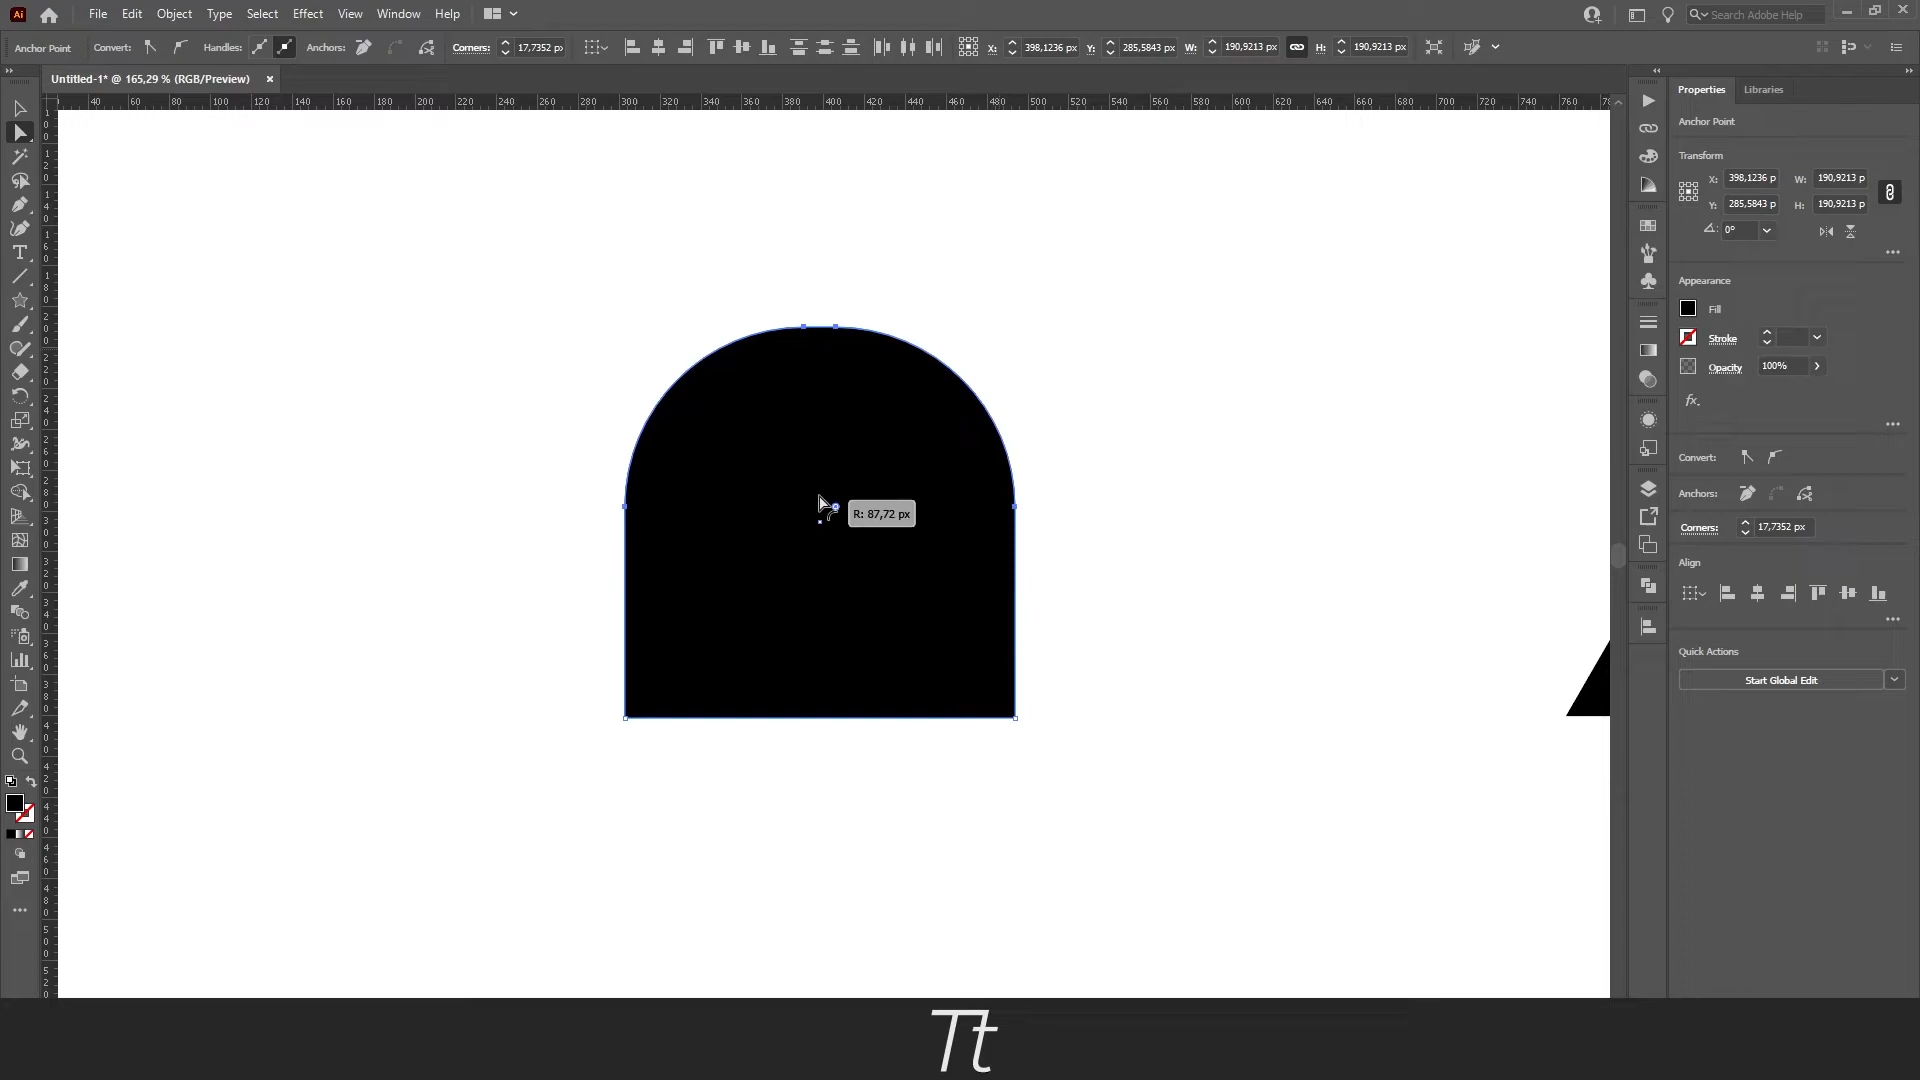 Ai File Edit Object Type Select Effect View Window Help Search Adobe Help
Anchor Point Convert: Handles: Anchors: Corners: 17,7352 px X: 398,1236 px Y: 285,5843 px W: 190,9213 px H: 190,9213 px
Untitled-1* @ 165,29 % (RGB/Preview)
40 60 80 100 120 140 160 180 200 220 240 260 280 300 320 340 360 380 400 420 440 460 480 500 520 540 560 580 600 620 640 660 680 700 720 740 760
R: 87,72 px
Properties Libraries
Anchor Point
Transform
X: 398,1236 p W: 190,9213 p
Y: 285,5843 p H: 190,9213 p
0°
Appearance
Fill
Stroke
Opacity 100%
fx.
Convert:
Anchors:
Corners: 17,7352 px
Align
Quick Actions
Start Global Edit
Tt